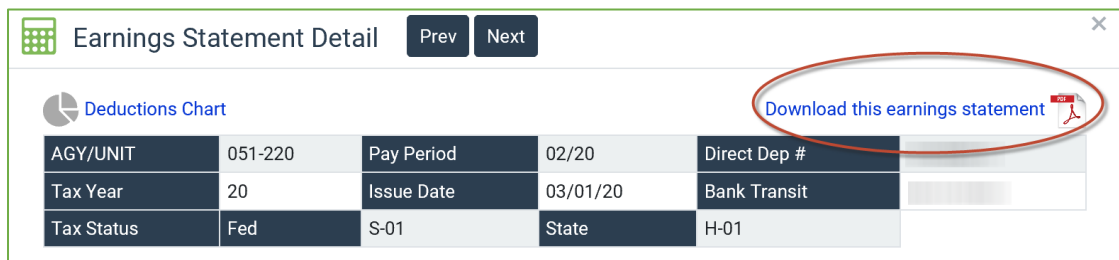 Earnings Statement Detail Prev Next ×
Deductions Chart Download this earnings statement PDF
AGY/UNIT 051-220 Pay Period 02/20 Direct Dep #
Tax Year 20 Issue Date 03/01/20 Bank Transit
Tax Status Fed S-01 State H-01